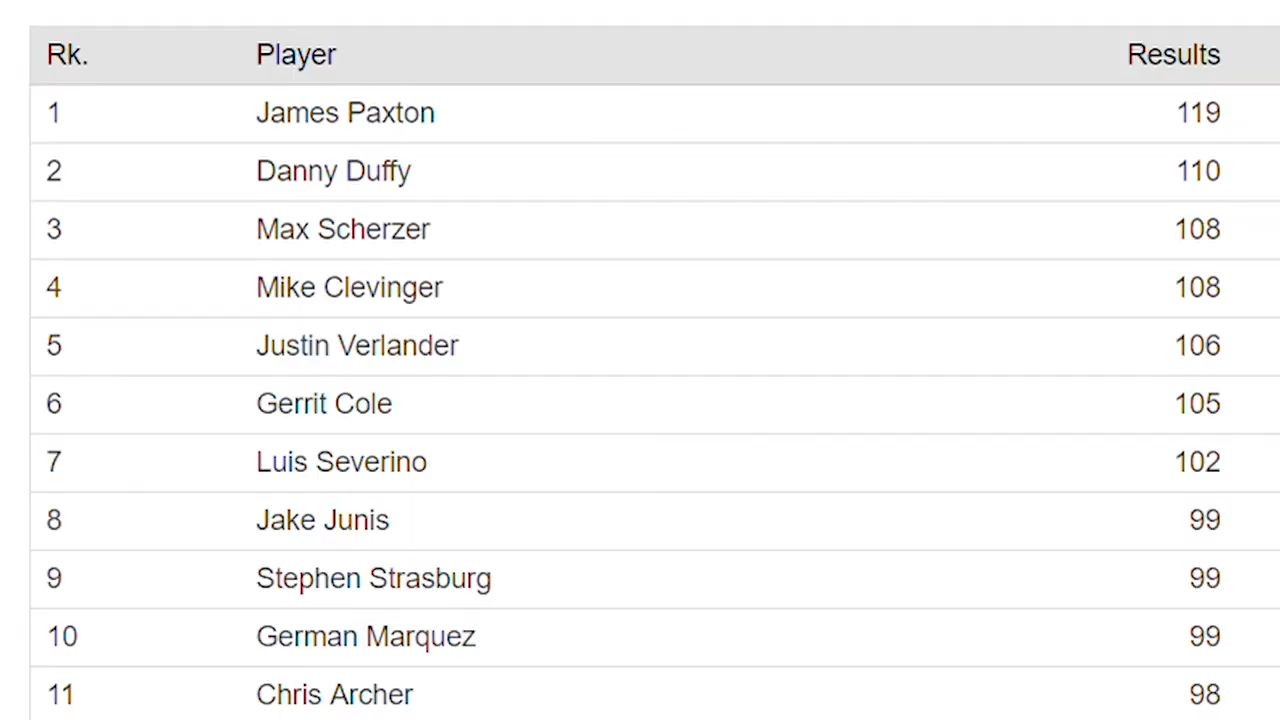 Rk. Player Results
1 James Paxton 119
2 Danny Duffy 110
3 Max Scherzer 108
4 Mike Clevinger 108
5 Justin Verlander 106
6 Gerrit Cole 105
7 Luis Severino 102
8 Jake Junis 99
9 Stephen Strasburg 99
10 German Marquez 99
11 Chris Archer 98